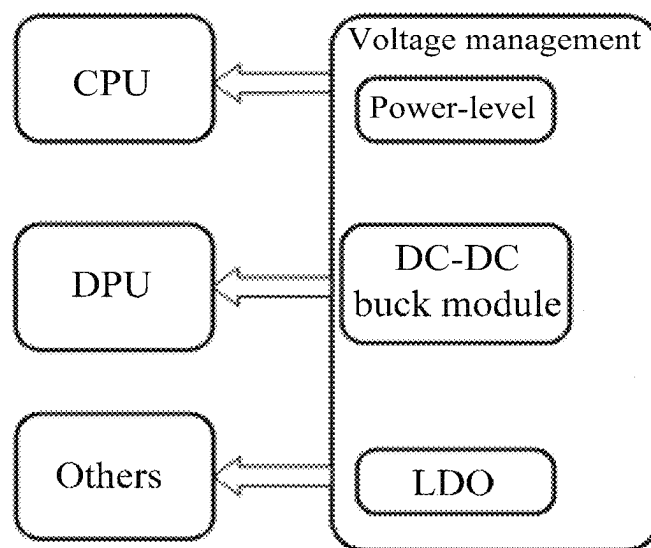 Voltage management
CPU
Power-level
DPU
DC-DC
buck module
Others
LDO